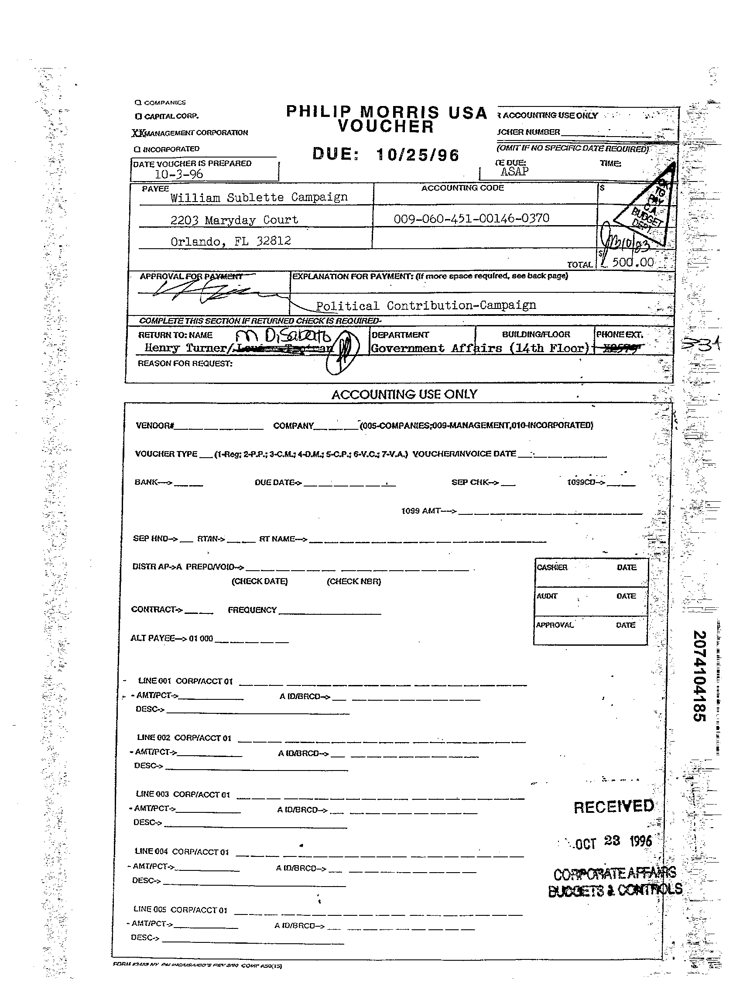 COMPANIES
CAPITAL CORP.
XX MANAGEMENT CORPORATION
INCORPORATED
PHILIP MORRIS USA
VOUCHER
DUE: 10/25/96
ACCOUNTING USE ONLY
CHER NUMBER
(OMIT IF NO SPECIFIC DATE REQUIRED)
DATE VOUCHER IS PREPARED
10-3-96
TE DUE:
ASAP
TIME:
PAYEE
William Sublette Campaign
2203 Maryday Court
Orlando, FL 32812
ACCOUNTING CODE
009-060-451-00146-0370
$
OK
TO
PAY
C.A.
BUDGET
DEPT.
TOTAL $ 500.00
APPROVAL FOR PAYMENT
EXPLANATION FOR PAYMENT: (If more space required, see back page)
Political Contribution-Campaign
COMPLETE THIS SECTION IF RETURNED CHECK IS REQUIRED-
RETURN TO: NAME
Henry Turner/
DEPARTMENT
BUILDING/FLOOR
PHONE EXT.
Government Affairs (14th Floor)
REASON FOR REQUEST:
ACCOUNTING USE ONLY
VENDOR# COMPANY (005-COMPANIES;009-MANAGEMENT,010-INCORPORATED)
VOUCHER TYPE (1-Reg; 2-P.P.; 3-C.M.; 4-D.M.; 5-C.P.; 6-V.C.; 7-V.A.) VOUCHER/INVOICE DATE
BANK--> DUE DATE-> SEP CHK-> 1099CD->
1099 AMT--->
SEP HND-> RTAN-> RT NAME-->
DISTR AP->A PREPD/VOID->
(CHECK DATE) (CHECK NBR)
CASHIER DATE
AUDIT DATE
APPROVAL DATE
CONTRACT-> FREQUENCY
ALT PAYEE--> 01 000
LINE 001 CORP/ACCT 01
- AMT/PCT-> A ID/BRCD->
DESC->
LINE 002 CORP/ACCT 01
- AMT/PCT-> A ID/BRCD->
DESC->
LINE 003 CORP/ACCT 01
- AMT/PCT-> A ID/BRCD->
DESC->
LINE 004 CORP/ACCT 01
- AMT/PCT-> A ID/BRCD->
DESC->
LINE 005 CORP/ACCT 01
- AMT/PCT-> A ID/BRCD->
DESC->
RECEIVED
OCT 23 1996
CORPORATE AFFAIRS
BUDGETS & CONTROLS
2074104185